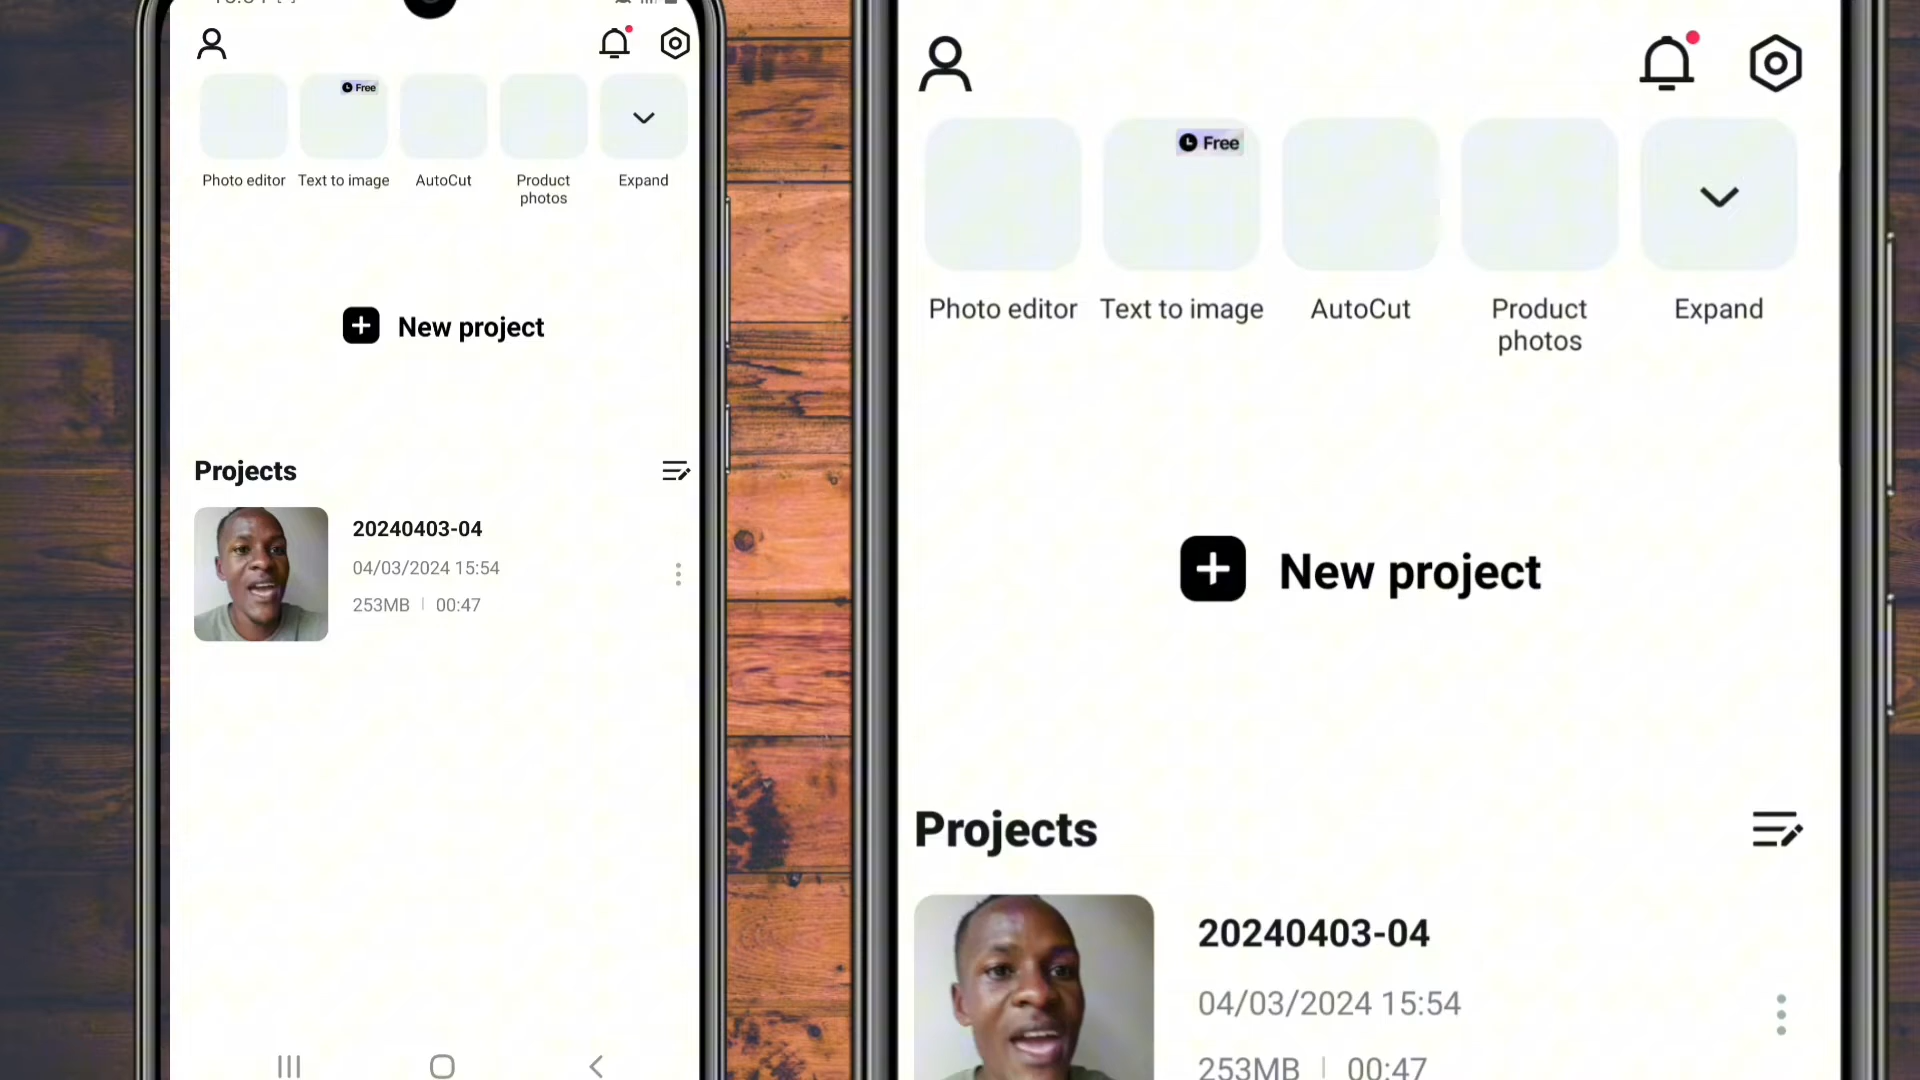 Free
Photo editor
Text to image
AutoCut
Product
photos
Expand
New project
Projects
20240403-04
04/03/2024 15:54
253MB
00:47
Free
Photo editor
Text to image
AutoCut
Product
photos
Expand
New project
Projects
20240403-04
04/03/2024 15:54
253MB
00:47